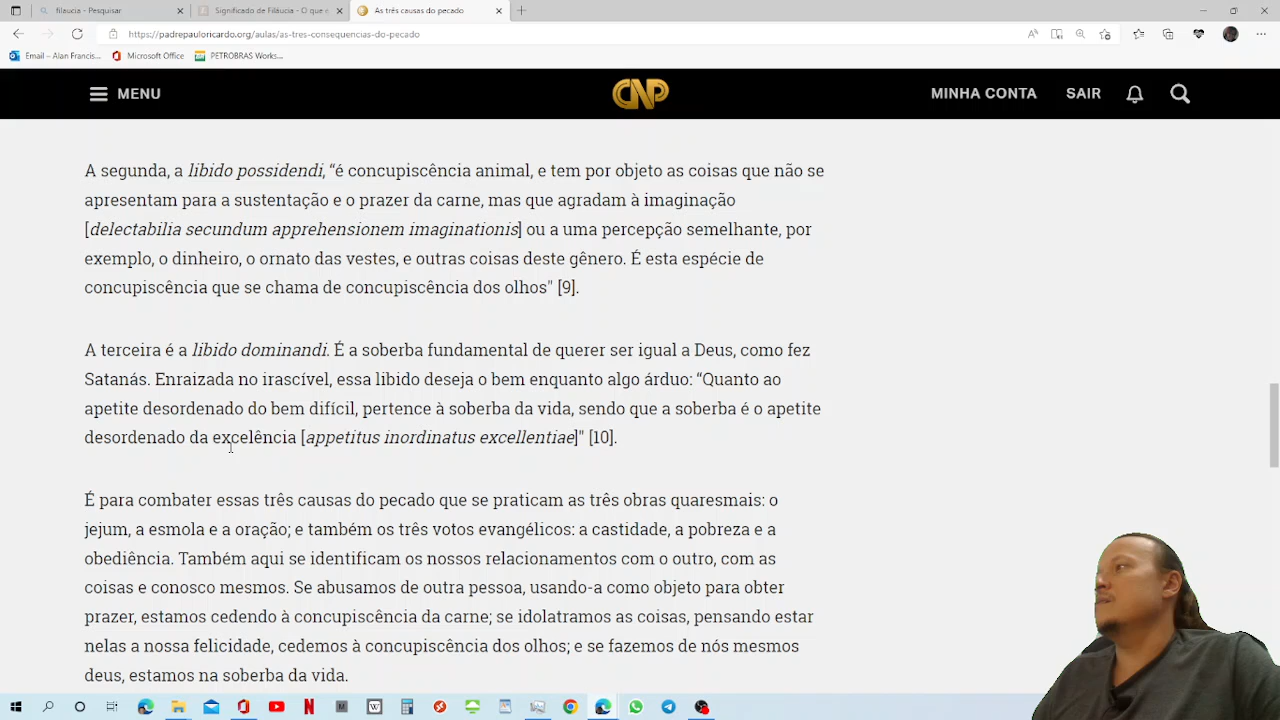 filaucia - Pesquisar
Significado de Filáucia - O que é
As três causas do pecado
https://padrepauloricardo.org/aulas/as-tres-consequencias-do-pecado
Email – Alan Francis...
Microsoft Office
PETROBRAS Works...
MENU
CNP
MINHA CONTA
SAIR
A segunda, a libido possidendi, “é concupiscência animal, e tem por objeto as coisas que não se
apresentam para a sustentação e o prazer da carne, mas que agradam à imaginação
[delectabilia secundum apprehensionem imaginationis] ou a uma percepção semelhante, por
exemplo, o dinheiro, o ornato das vestes, e outras coisas deste gênero. É esta espécie de
concupiscência que se chama de concupiscência dos olhos" [9].
A terceira é a libido dominandi. É a soberba fundamental de querer ser igual a Deus, como fez
Satanás. Enraizada no irascível, essa libido deseja o bem enquanto algo árduo: “Quanto ao
apetite desordenado do bem difícil, pertence à soberba da vida, sendo que a soberba é o apetite
desordenado da excelência [appetitus inordinatus excellentiae]" [10].
É para combater essas três causas do pecado que se praticam as três obras quaresmais: o
jejum, a esmola e a oração; e também os três votos evangélicos: a castidade, a pobreza e a
obediência. Também aqui se identificam os nossos relacionamentos com o outro, com as
coisas e conosco mesmos. Se abusamos de outra pessoa, usando-a como objeto para obter
prazer, estamos cedendo à concupiscência da carne; se idolatramos as coisas, pensando estar
nelas a nossa felicidade, cedemos à concupiscência dos olhos; e se fazemos de nós mesmos
deus, estamos na soberba da vida.